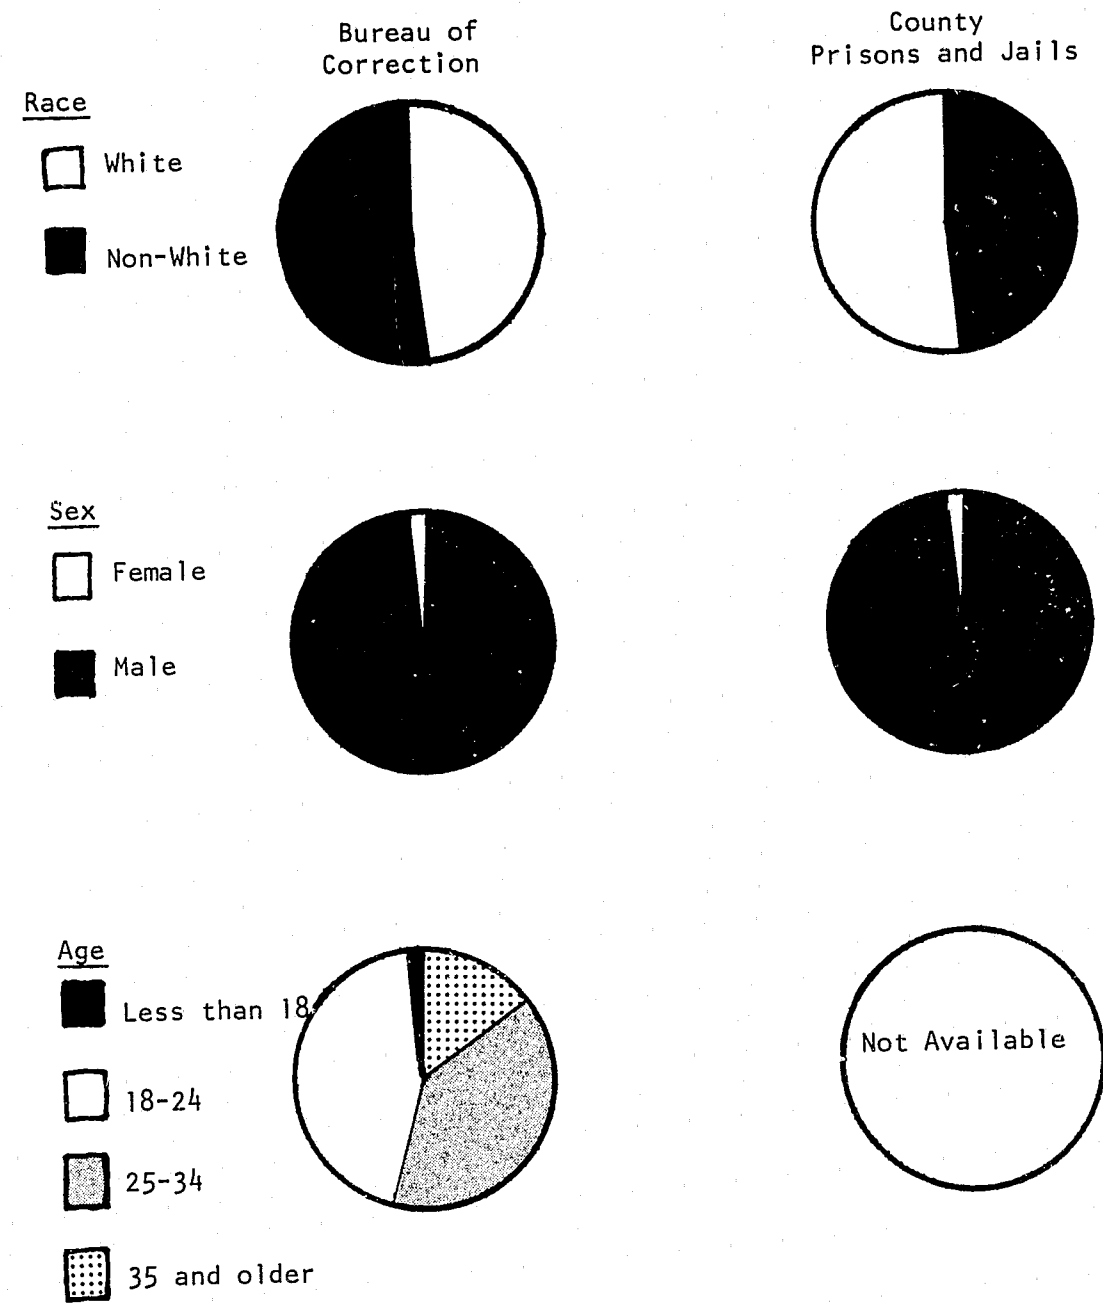 Bureau of
Correction
County
Prisons and Jails
Race
White
Non-White
Sex
Female
Male
Age
Less than 18
18-24
25-34
35 and older
Not Available